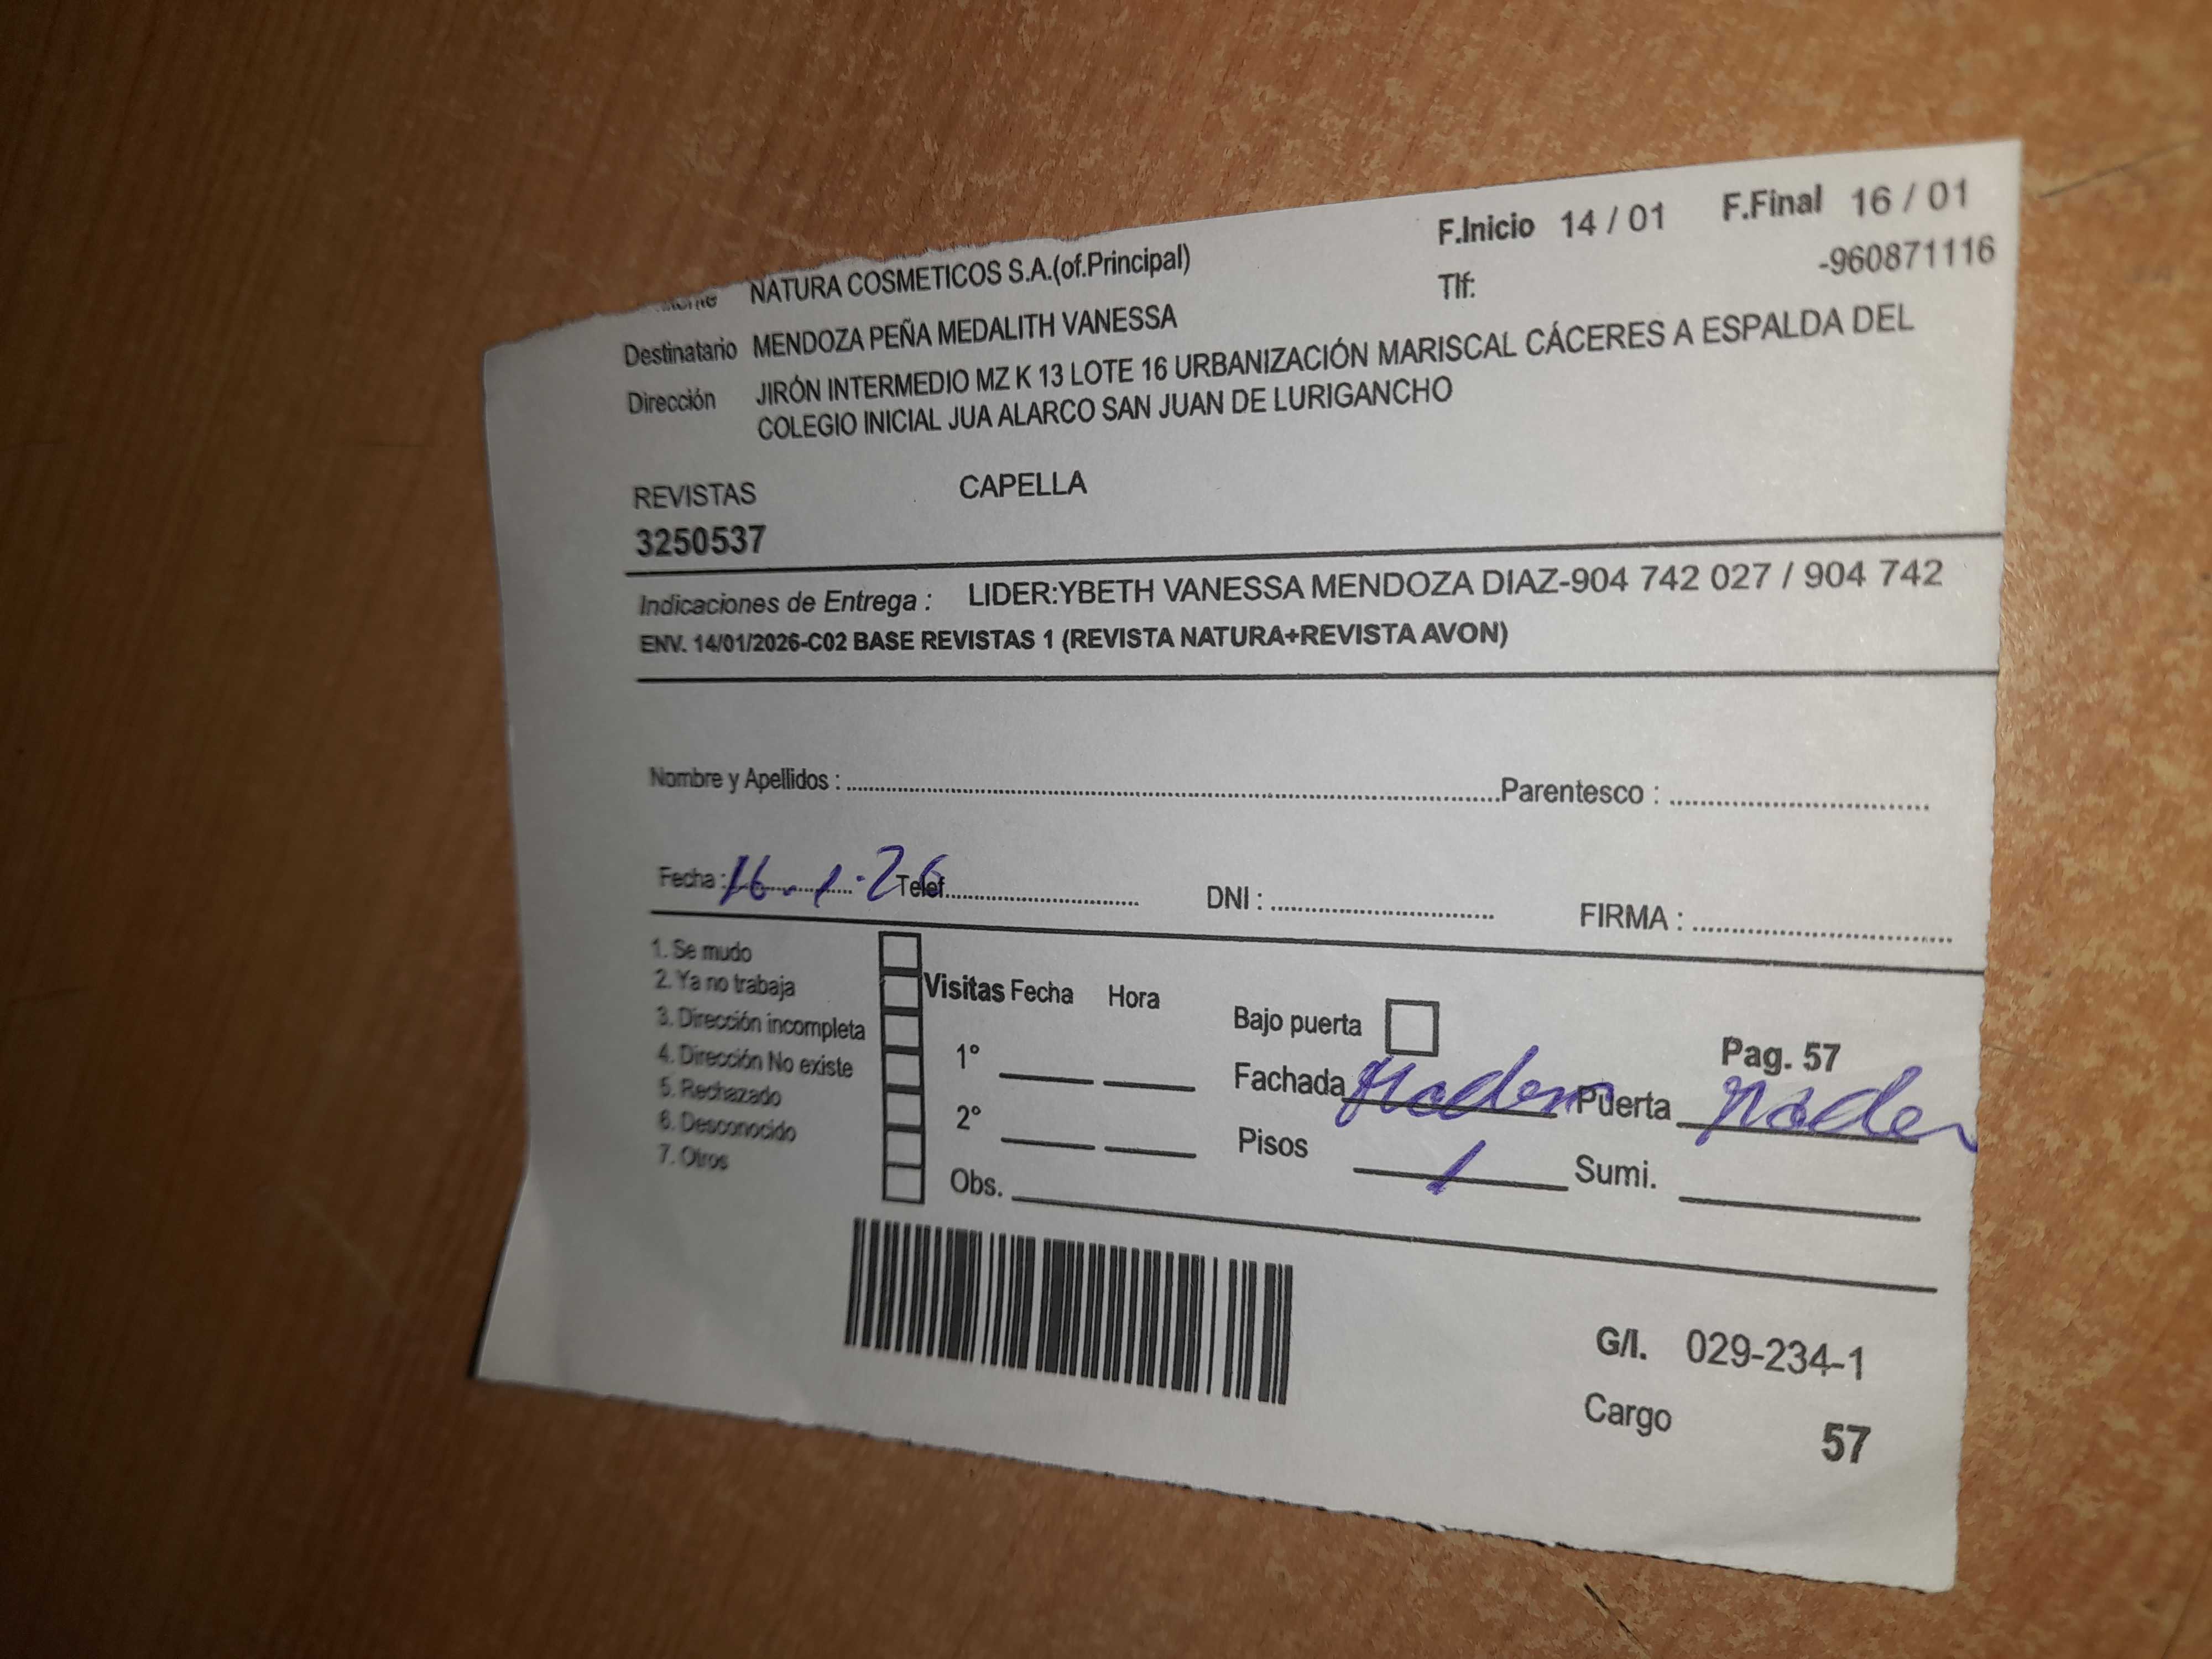 NATURA COSMETICOS S.A.(of.Principal) F.Inicio 14 / 01 F.Final 16 / 01
Destinatario MENDOZA PEÑA MEDALITH VANESSA Tlf: -960871116
Dirección JIRÓN INTERMEDIO MZ K 13 LOTE 16 URBANIZACIÓN MARISCAL CÁCERES A ESPALDA DEL
COLEGIO INICIAL JUA ALARCO SAN JUAN DE LURIGANCHO
REVISTAS CAPELLA
3250537
Indicaciones de Entrega : LIDER:YBETH VANESSA MENDOZA DIAZ-904 742 027 / 904 742
ENV. 14/01/2026-C02 BASE REVISTAS 1 (REVISTA NATURA+REVISTA AVON)
Nombre y Apellidos : Parentesco :
Fecha : 16-1-26 Telef. DNI : FIRMA :
1. Se mudo
2. Ya no trabaja
3. Dirección incompleta
4. Dirección No existe
5. Rechazado
6. Desconocido
7. Otros
Visitas Fecha Hora
1°
2°
Obs.
Bajo puerta Pag. 57
Fachada Puerta
Pisos 1 Sumi.
G/I. 029-234-1
Cargo 57